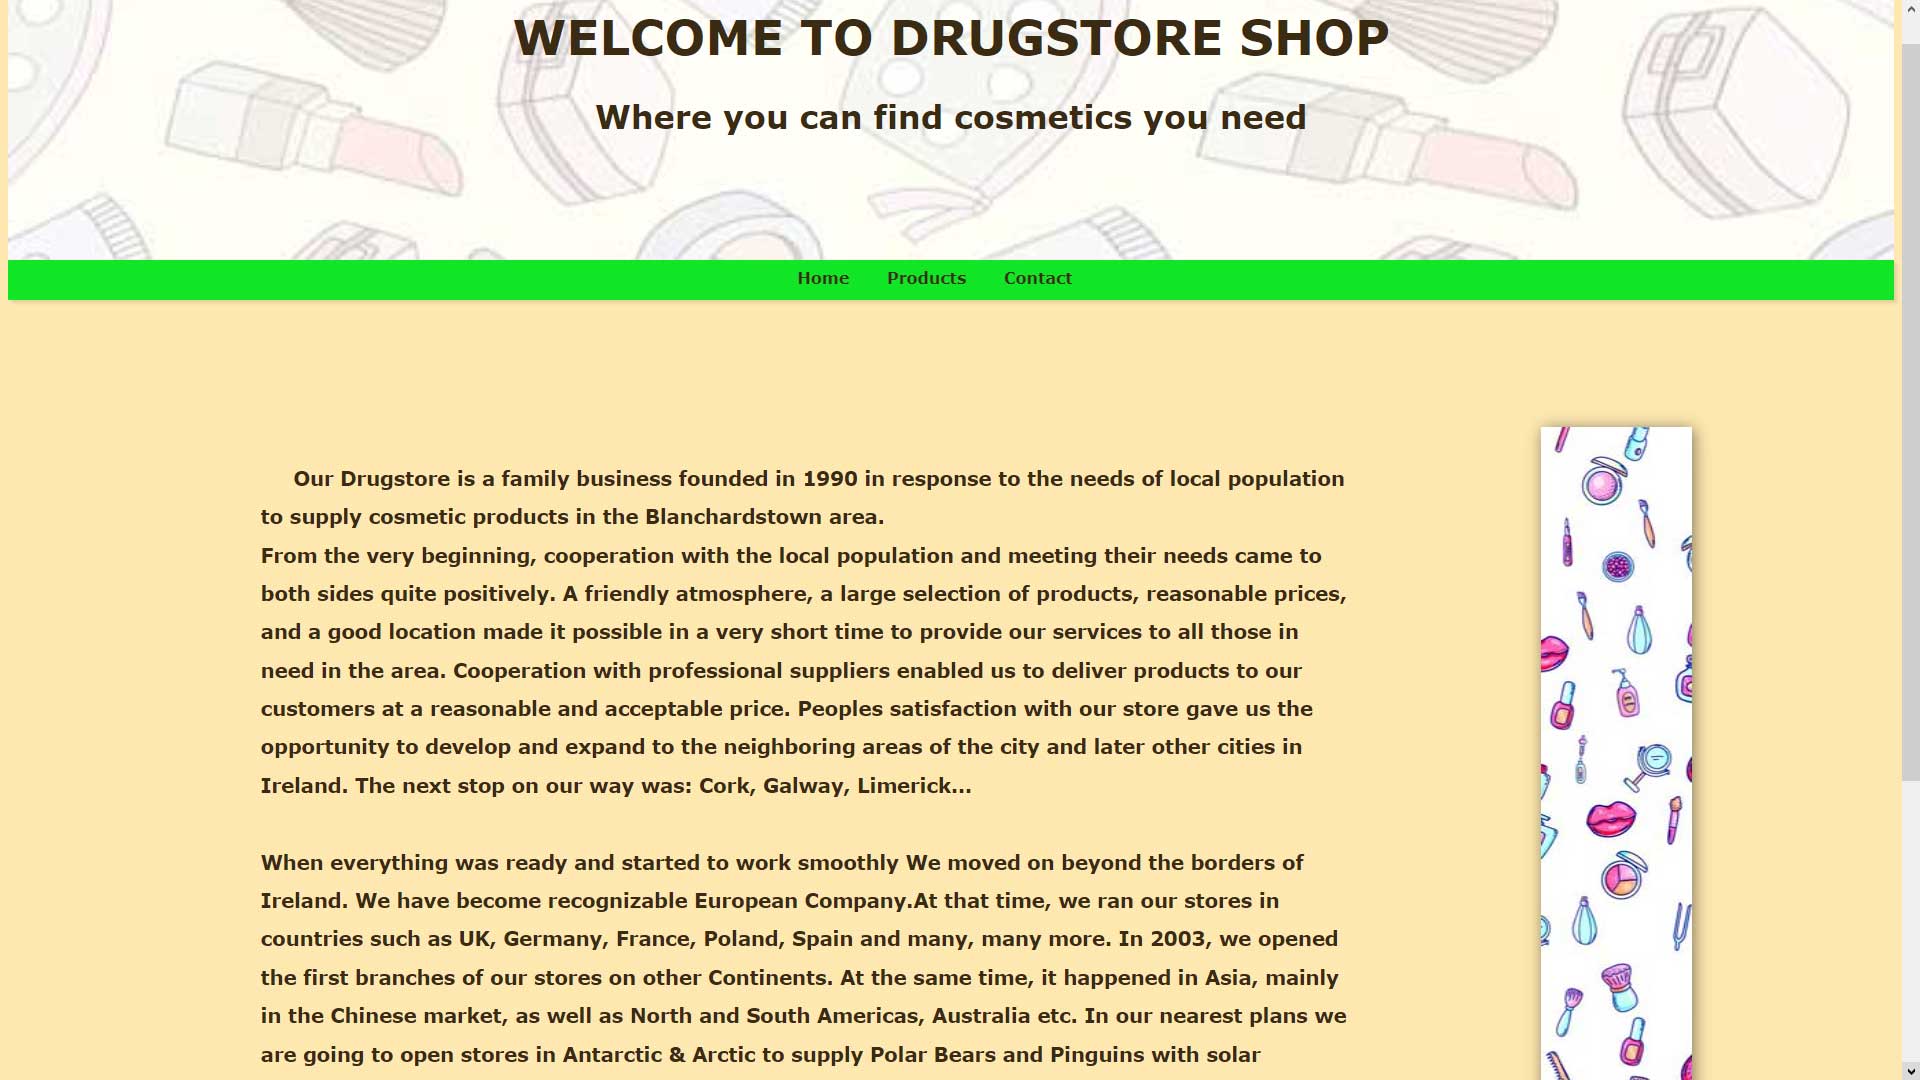 WELCOME TO DRUGSTORE SHOP
Where you can find cosmetics you need
Home Products Contact
Our Drugstore is a family business founded in 1990 in response to the needs of local population
to supply cosmetic products in the Blanchardstown area.
From the very beginning, cooperation with the local population and meeting their needs came to
both sides quite positively. A friendly atmosphere, a large selection of products, reasonable prices,
and a good location made it possible in a very short time to provide our services to all those in
need in the area. Cooperation with professional suppliers enabled us to deliver products to our
customers at a reasonable and acceptable price. Peoples satisfaction with our store gave us the
opportunity to develop and expand to the neighboring areas of the city and later other cities in
Ireland. The next stop on our way was: Cork, Galway, Limerick...
When everything was ready and started to work smoothly We moved on beyond the borders of
Ireland. We have become recognizable European Company.At that time, we ran our stores in
countries such as UK, Germany, France, Poland, Spain and many, many more. In 2003, we opened
the first branches of our stores on other Continents. At the same time, it happened in Asia, mainly
in the Chinese market, as well as North and South Americas, Australia etc. In our nearest plans we
are going to open stores in Antarctic & Arctic to supply Polar Bears and Pinguins with solar